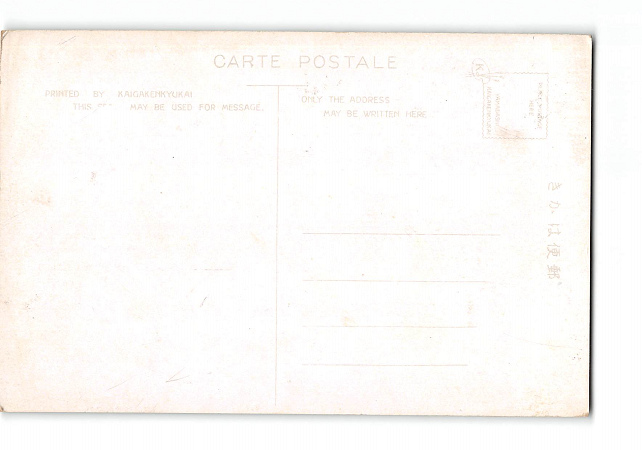 CARTE POSTALE
PRINTED BY KAIGAKENKYUKAI
THIS MAY BE USED FOR MESSAGE.
ONLY THE ADDRESS
MAY BE WRITTEN HERE
きかは便郵